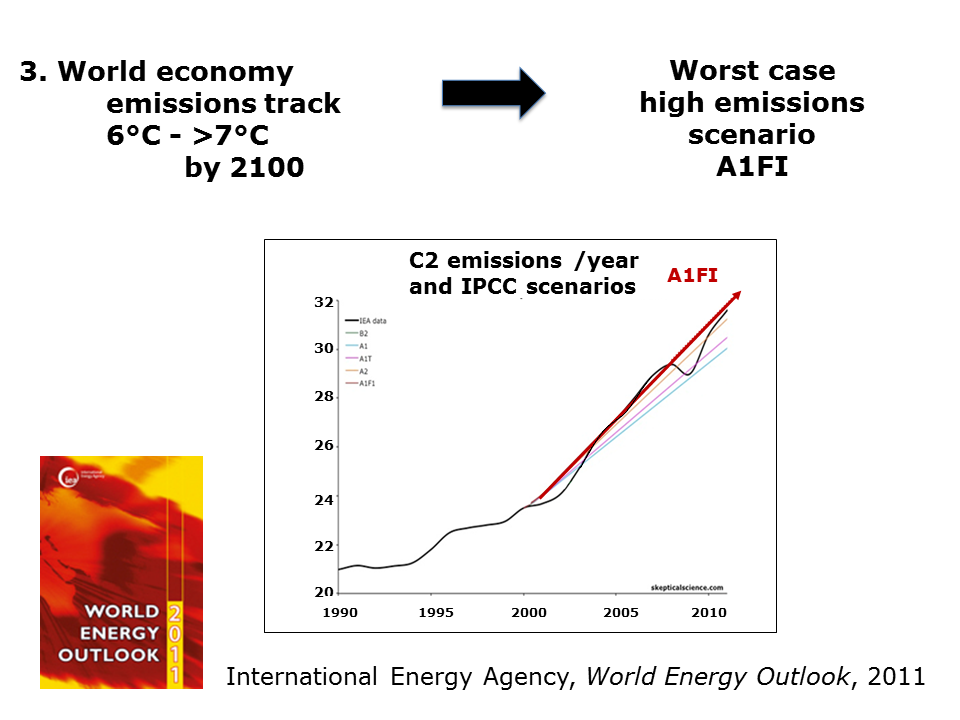 3. World economy
emissions track
6°C - >7°C
by 2100
Worst case
high emissions
scenario
A1FI
C2 emissions /year
and IPCC scenarios
A1FI
32
30
28
26
24
22
20
IEA data
B2
A1
A1T
A2
A1F1
skepticalscience.com
1990 1995 2000 2005 2010
iea
International
Energy Agency
WORLD
ENERGY
OUTLOOK
2011
International Energy Agency, World Energy Outlook, 2011